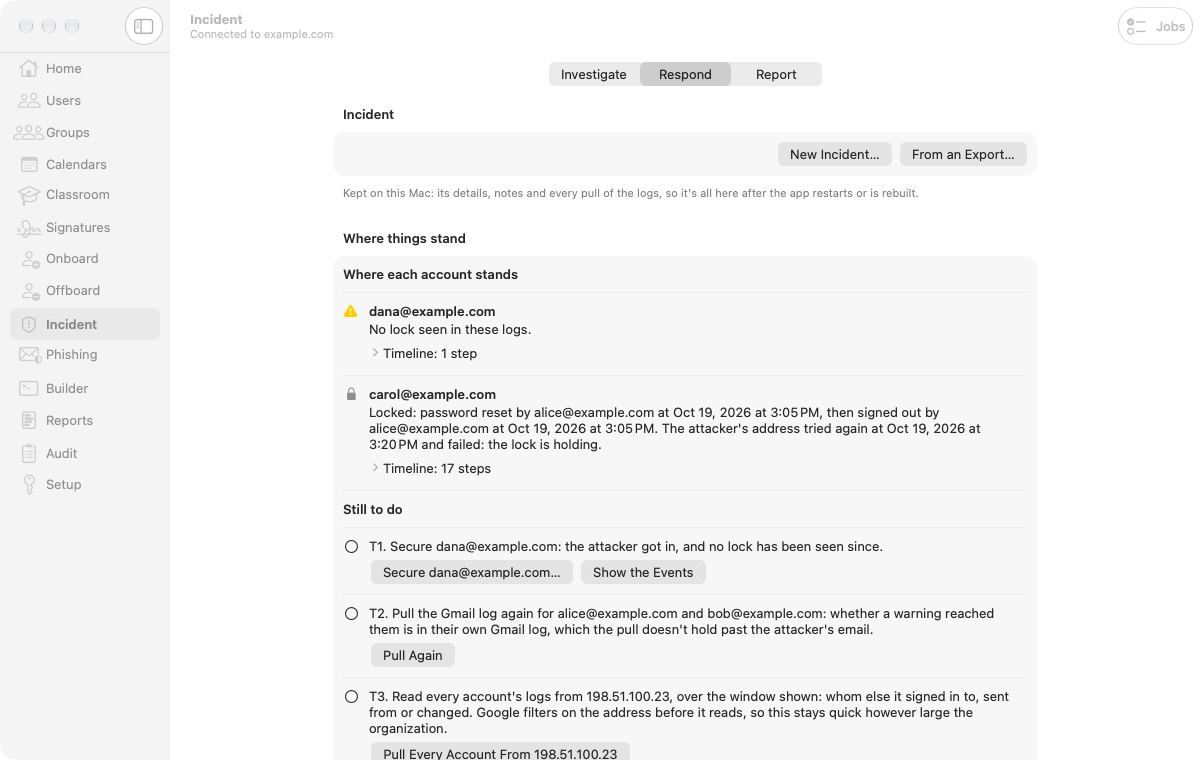 Incident
Connected to example.com
Jobs
Home
Users
Groups
Calendars
Classroom
Signatures
Onboard
Offboard
Incident
Phishing
Builder
Reports
Audit
Setup
Investigate
Respond
Report
Incident
New Incident...
From an Export...
Kept on this Mac: its details, notes and every pull of the logs, so it's all here after the app restarts or is rebuilt.
Where things stand
Where each account stands
dana@example.com
No lock seen in these logs.
Timeline: 1 step
carol@example.com
Locked: password reset by alice@example.com at Oct 19, 2026 at 3:05 PM, then signed out by
alice@example.com at Oct 19, 2026 at 3:05 PM. The attacker's address tried again at Oct 19, 2026 at
3:20 PM and failed: the lock is holding.
Timeline: 17 steps
Still to do
T1. Secure dana@example.com: the attacker got in, and no lock has been seen since.
Secure dana@example.com...
Show the Events
T2. Pull the Gmail log again for alice@example.com and bob@example.com: whether a warning reached
them is in their own Gmail log, which the pull doesn't hold past the attacker's email.
Pull Again
T3. Read every account's logs from 198.51.100.23, over the window shown: whom else it signed in to, sent
from or changed. Google filters on the address before it reads, so this stays quick however large the
organization.
Pull Every Account From 198.51.100.23